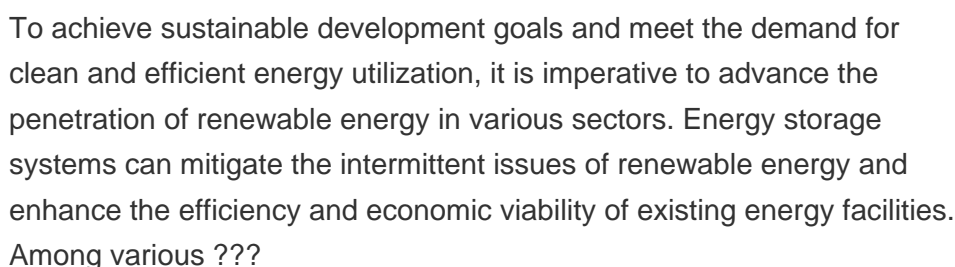 To achieve sustainable development goals and meet the demand for
clean and efficient energy utilization, it is imperative to advance the
penetration of renewable energy in various sectors. Energy storage
systems can mitigate the intermittent issues of renewable energy and
enhance the efficiency and economic viability of existing energy facilities.
Among various ???